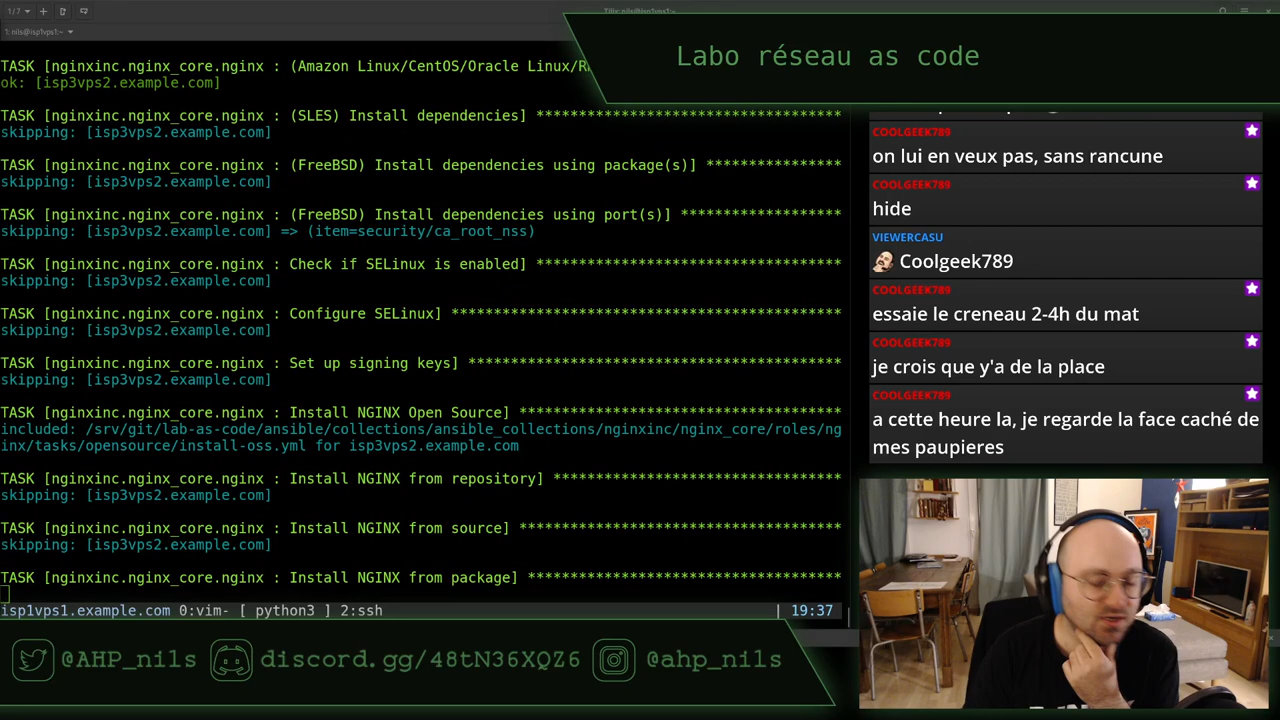 1/7
Tilix: nils@isp1vps1:~
1: nils@isp1vps1:~
Labo réseau as code
TASK [nginxinc.nginx_core.nginx : (Amazon Linux/CentOS/Oracle Linux/
ok: [isp3vps2.example.com]
TASK [nginxinc.nginx_core.nginx : (SLES) Install dependencies] *************************************
skipping: [isp3vps2.example.com]
TASK [nginxinc.nginx_core.nginx : (FreeBSD) Install dependencies using package(s)] ****************
skipping: [isp3vps2.example.com]
TASK [nginxinc.nginx_core.nginx : (FreeBSD) Install dependencies using port(s)] *******************
skipping: [isp3vps2.example.com] => (item=security/ca_root_nss)
TASK [nginxinc.nginx_core.nginx : Check if SELinux is enabled] ************************************
skipping: [isp3vps2.example.com]
TASK [nginxinc.nginx_core.nginx : Configure SELinux] ***********************************************
skipping: [isp3vps2.example.com]
TASK [nginxinc.nginx_core.nginx : Set up signing keys] ********************************************
skipping: [isp3vps2.example.com]
TASK [nginxinc.nginx_core.nginx : Install NGINX Open Source] **************************************
included: /srv/git/lab-as-code/ansible/collections/ansible_collections/nginxinc/nginx_core/roles/ng
inx/tasks/opensource/install-oss.yml for isp3vps2.example.com
TASK [nginxinc.nginx_core.nginx : Install NGINX from repository] ***********************************
skipping: [isp3vps2.example.com]
TASK [nginxinc.nginx_core.nginx : Install NGINX from source] **************************************
skipping: [isp3vps2.example.com]
TASK [nginxinc.nginx_core.nginx : Install NGINX from package] *************************************
isp1vps1.example.com 0:vim- [ python3 ] 2:ssh | 19:37
COOLGEEK789
on lui en veux pas, sans rancune
COOLGEEK789
hide
VIEWERCASU
Coolgeek789
COOLGEEK789
essaie le creneau 2-4h du mat
COOLGEEK789
je crois que y'a de la place
COOLGEEK789
a cette heure la, je regarde la face caché de
mes paupieres
@AHP_nils discord.gg/48tN36XQZ6 @ahp_nils